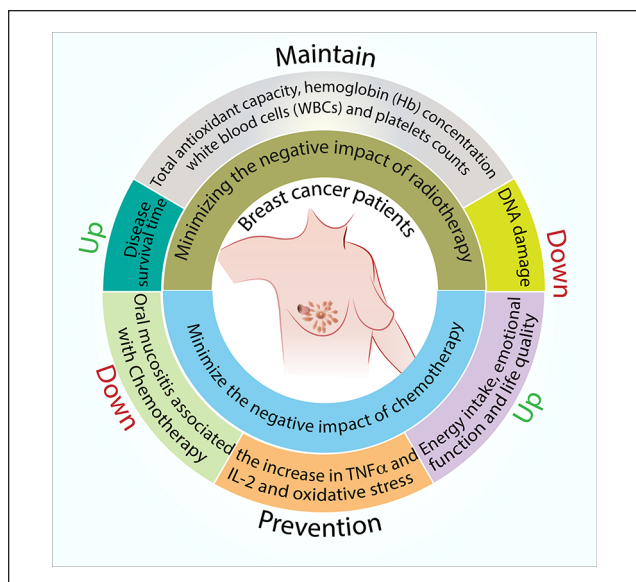 Maintain
Total antioxidant capacity, hemoglobin (Hb) concentration
white blood cells (WBCs) and platelets counts
Minimizing the negative impact of radiotherapy
Breast cancer patients
Up
Disease
survival time
DNA damage
Down
Oral mucositis associated
with Chemotherapy
Down
Minimize the negative impact of chemotherapy
Energy intake, emotional
function and life quality
Up
the increase in TNFα and
IL-2 and oxidative stress
Prevention